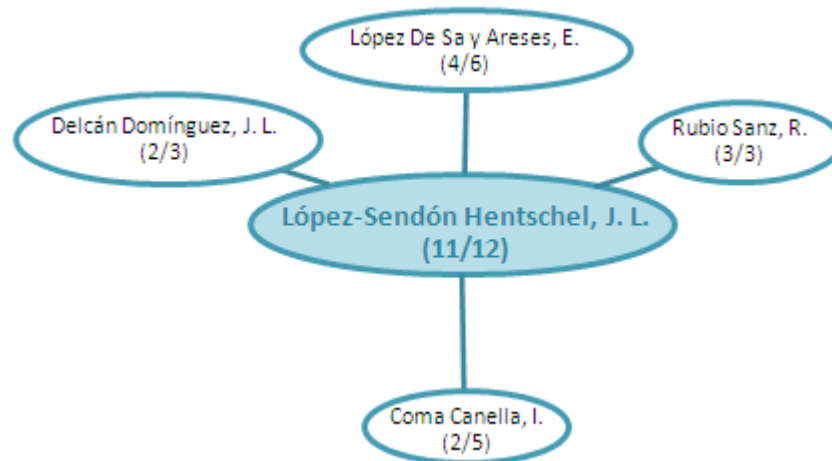 López De Sa y Areses, E.
(4/6)
Delcán Domínguez, J. L.
(2/3)
Rubio Sanz, R.
(3/3)
López-Sendón Hentschel, J. L.
(11/12)
Coma Canella, I.
(2/5)